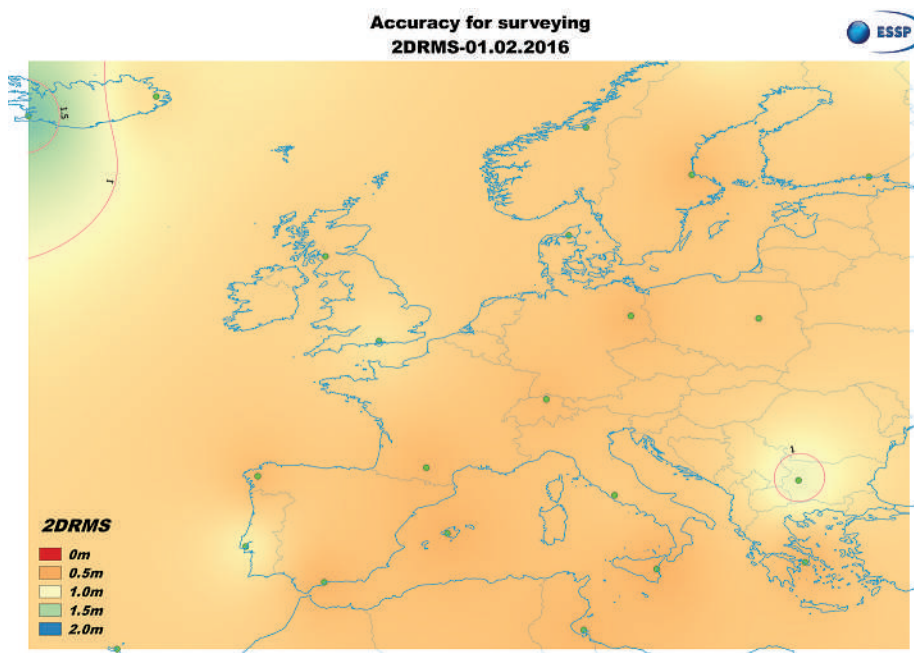 Accuracy for surveying
2DRMS-01.02.2016
ESSP
1.5
1
1
2DRMS
0m
0.5m
1.0m
1.5m
2.0m